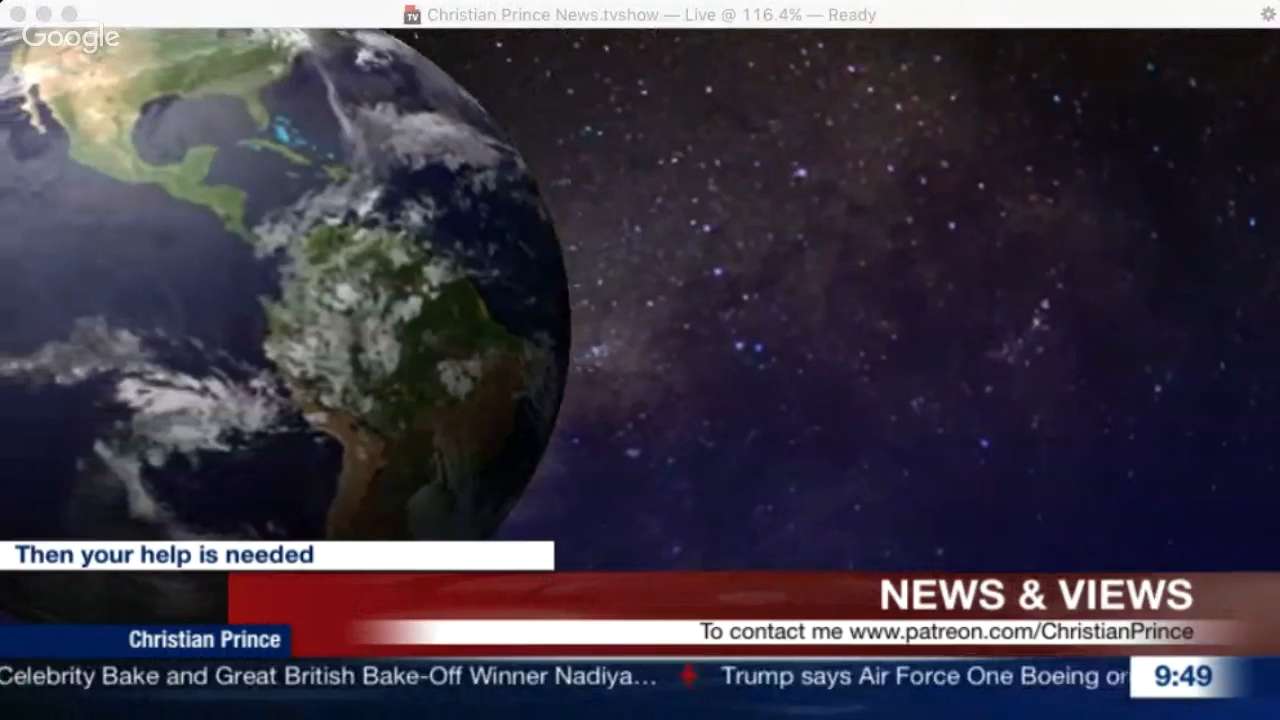 Christian Prince News.tvshow — Live @ 116.4% — Ready
TV
Google
Then your help is needed
NEWS & VIEWS
To contact me www.patreon.com/ChristianPrince
Christian Prince
Celebrity Bake and Great British Bake-Off Winner Nadiya... Trump says Air Force One Boeing or
9:49